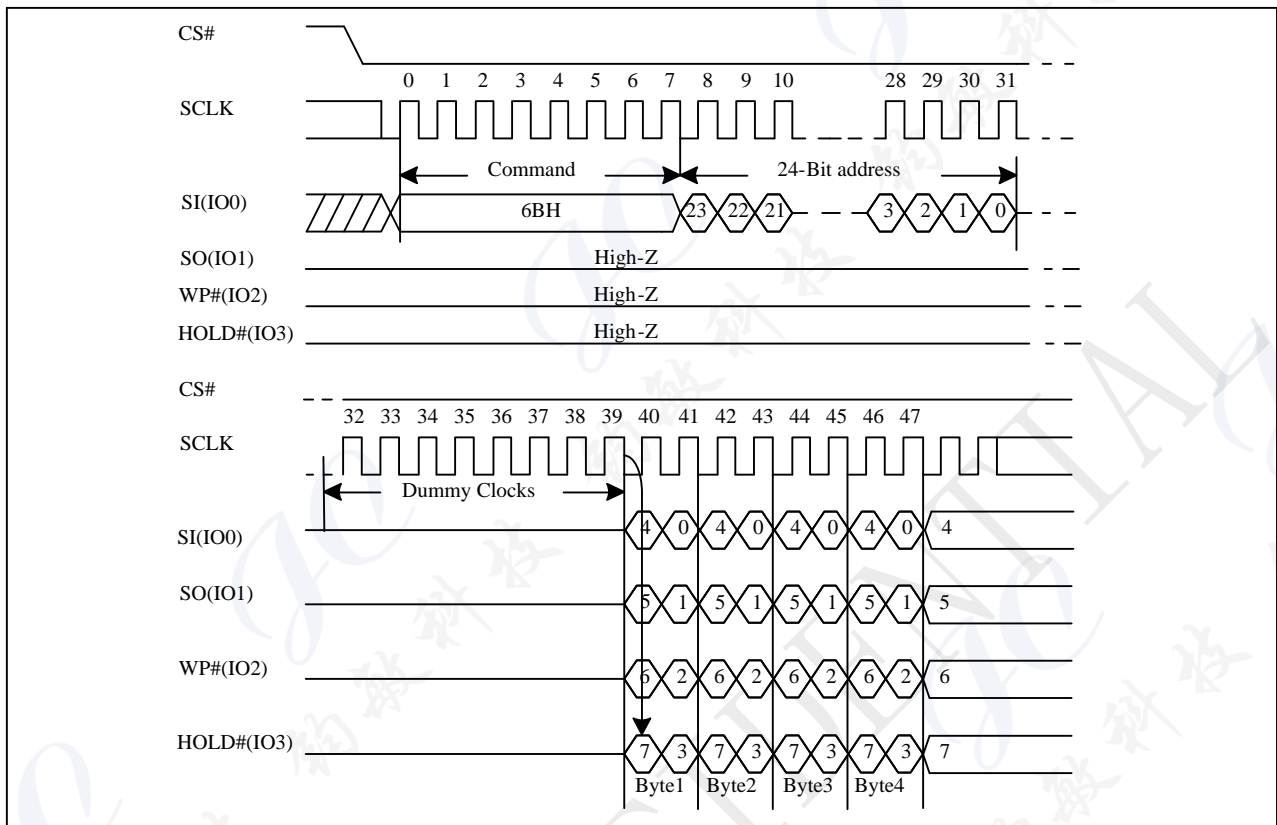 CS#
0 1 2 3 4 5 6 7 8 9 10 28 29 30 31
SCLK
Command 24-Bit address
SI(IO0) 6BH 23 22 21 3 2 1 0
SO(IO1) High-Z
WP#(IO2) High-Z
HOLD#(IO3) High-Z
CS#
32 33 34 35 36 37 38 39 40 41 42 43 44 45 46 47
SCLK
Dummy Clocks
SI(IO0) 4 0 4 0 4 0 4 0 4
SO(IO1) 5 1 5 1 5 1 5 1 5
WP#(IO2) 6 2 6 2 6 2 6 2 6
HOLD#(IO3) 7 3 7 3 7 3 7 3 7
Byte1 Byte2 Byte3 Byte4